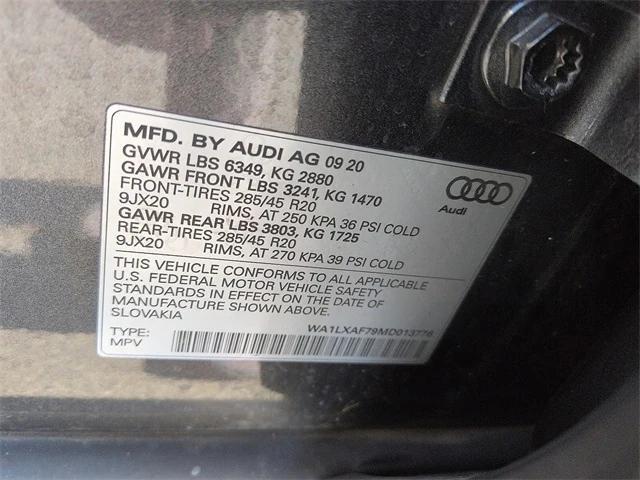 MFD. BY AUDI AG 09 20
GVWR LBS 6349, KG 2880
GAWR FRONT LBS 3241, KG 1470
FRONT-TIRES 285/45 R20
9JX20 RIMS, AT 250 KPA 36 PSI COLD
GAWR REAR LBS 3803, KG 1725
REAR-TIRES 285/45 R20
9JX20 RIMS, AT 270 KPA 39 PSI COLD
Audi
THIS VEHICLE CONFORMS TO ALL APPLICABLE
U.S. FEDERAL MOTOR VEHICLE SAFETY
STANDARDS IN EFFECT ON THE DATE OF
MANUFACTURE SHOWN ABOVE.
SLOVAKIA
WA1LXAF79MD013776
TYPE:
MPV